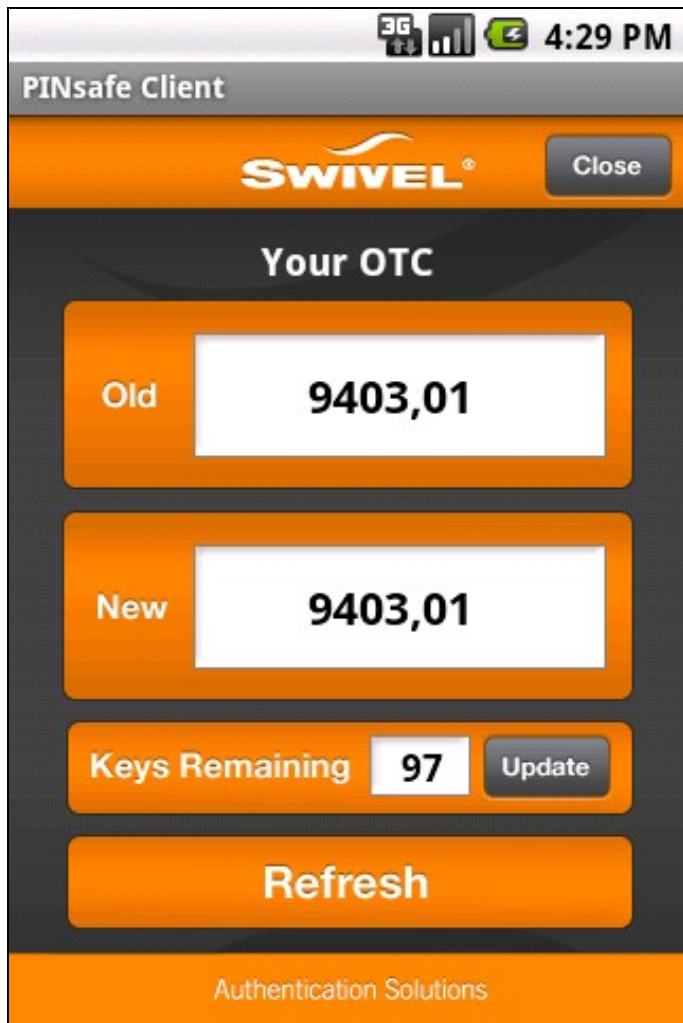 3G 4:29 PM
PINsafe Client
SWIVEL® Close
Your OTC
Old 9403,01
New 9403,01
Keys Remaining 97 Update
Refresh
Authentication Solutions